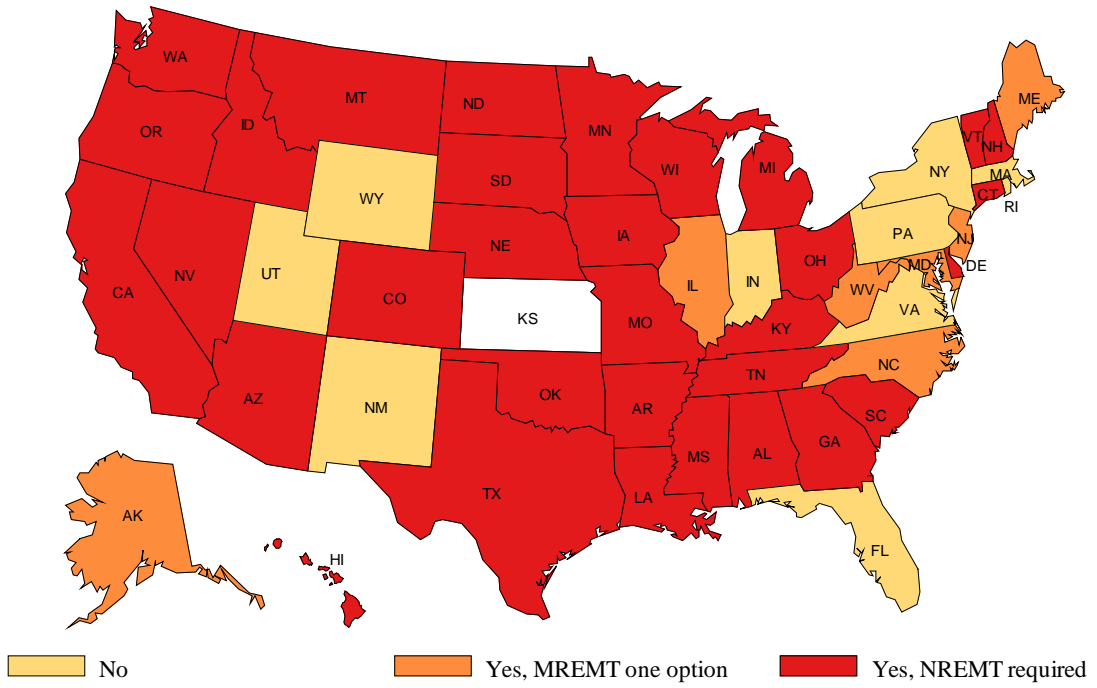 WA
MT
ND
MN
ME
OR
ID
VT
NH
WI
MI
NY
MA
SD
CT
RI
WY
IA
PA
NE
NJ
UT
OH
MD
DE
NV
IL
IN
WV
CA
CO
VA
KS
MO
KY
NC
TN
OK
AZ
NM
AR
SC
GA
MS
AL
TX
LA
AK
FL
HI
No
Yes, MREMT one option
Yes, NREMT required